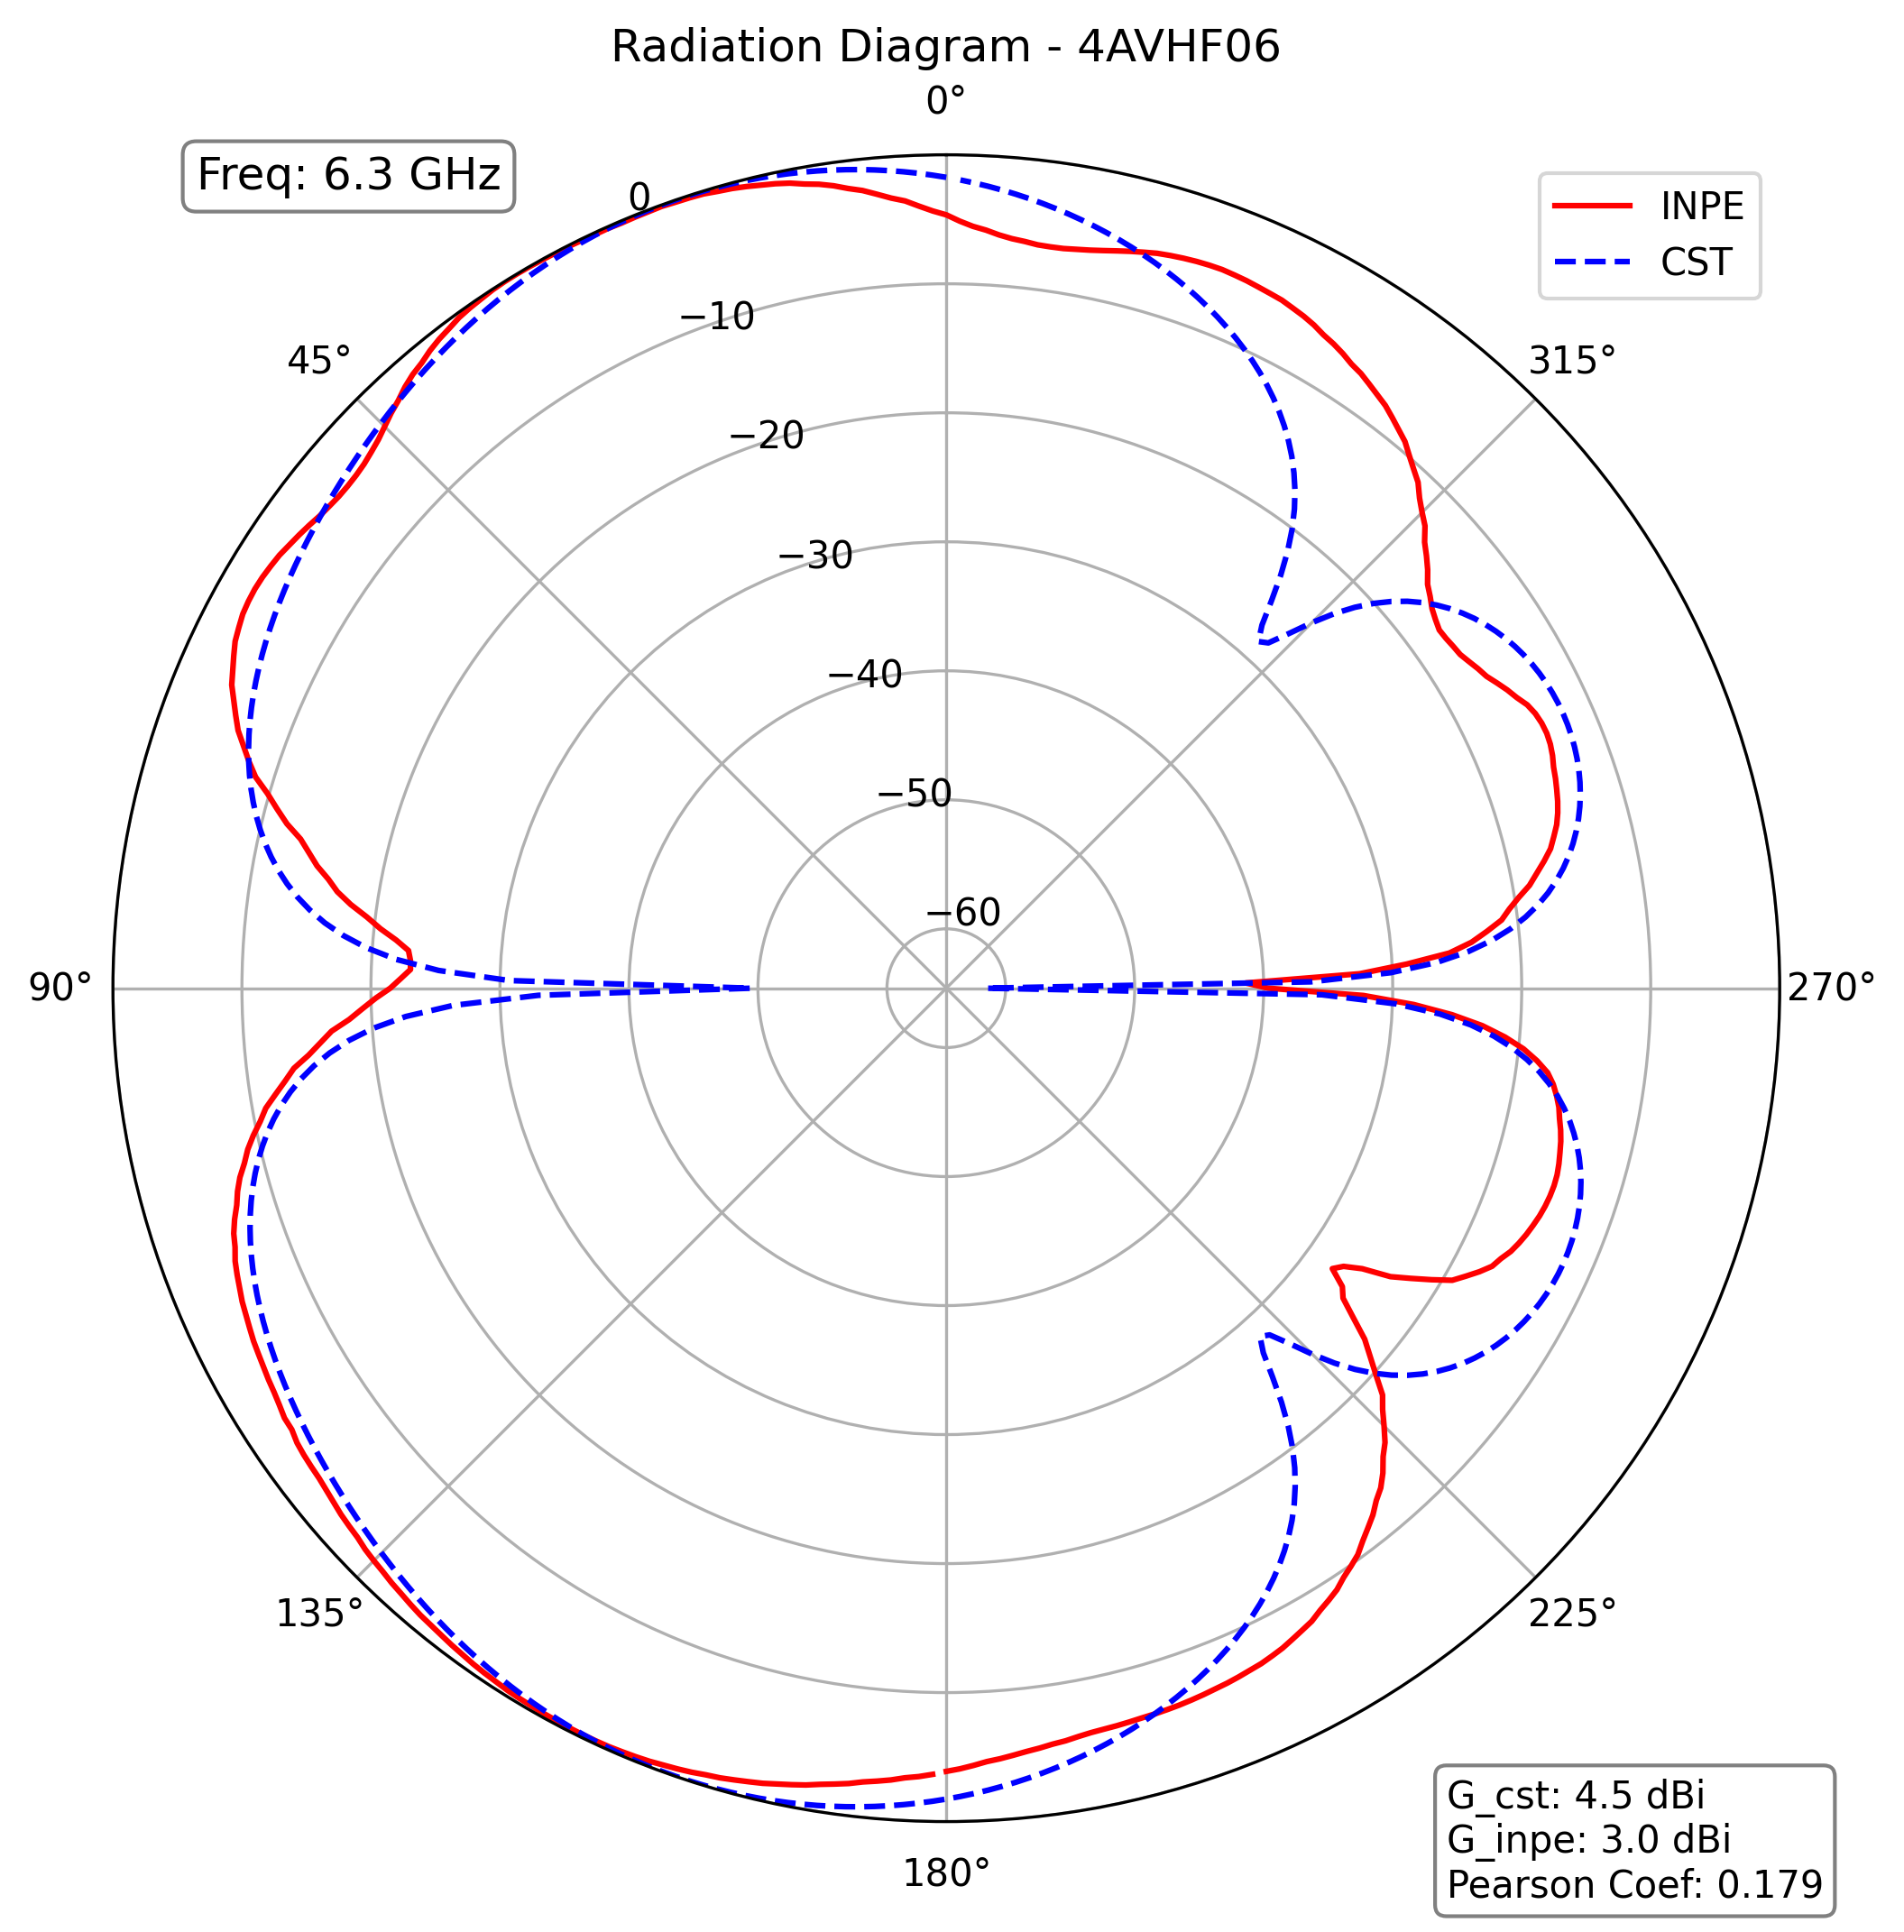 Radiation Diagram - 4AVHF06
0°
Freq: 6.3 GHz
0
INPE
CST
−10
45°
315°
−20
−30
−40
−50
−60
90°
270°
135°
225°
180°
G_cst: 4.5 dBi
G_inpe: 3.0 dBi
Pearson Coef: 0.179